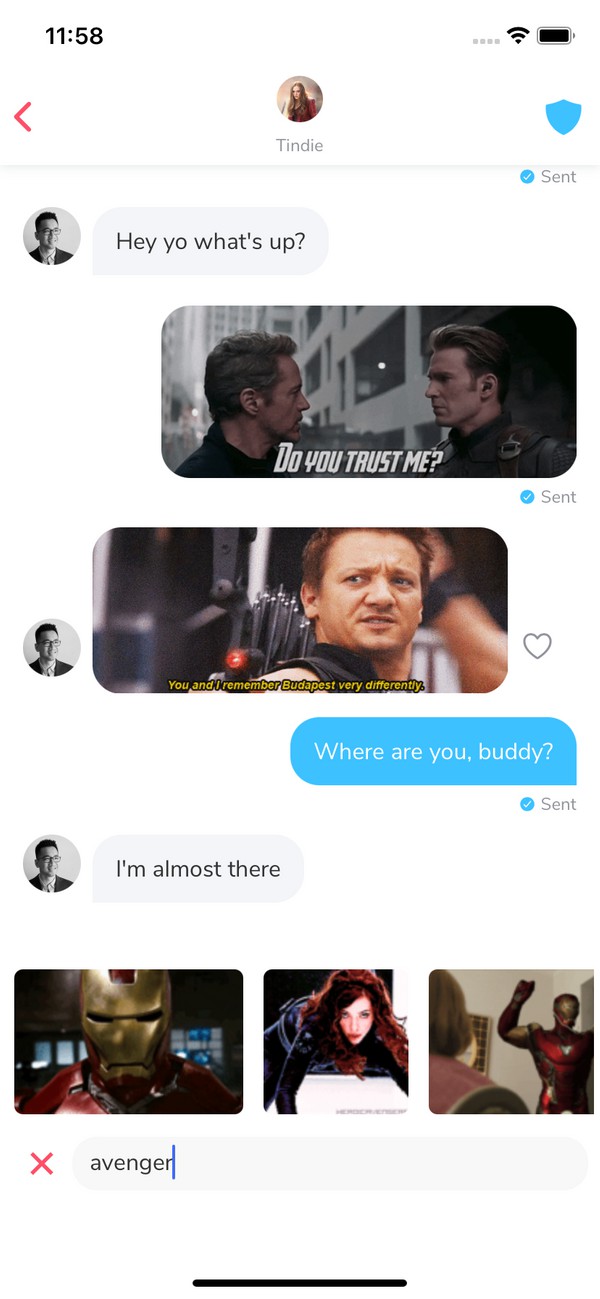 11:58
Tindie
Sent
Hey yo what's up?
DO YOU TRUST ME?
Sent
You and I remember Budapest very differently.
Where are you, buddy?
Sent
I'm almost there
avenger